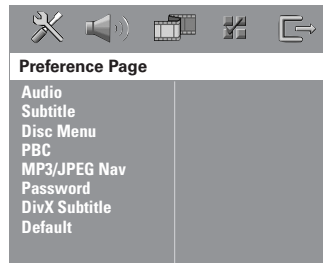 Preference Page
Audio
Subtitle
Disc Menu
PBC
MP3/JPEG Nav
Password
DivX Subtitle
Default